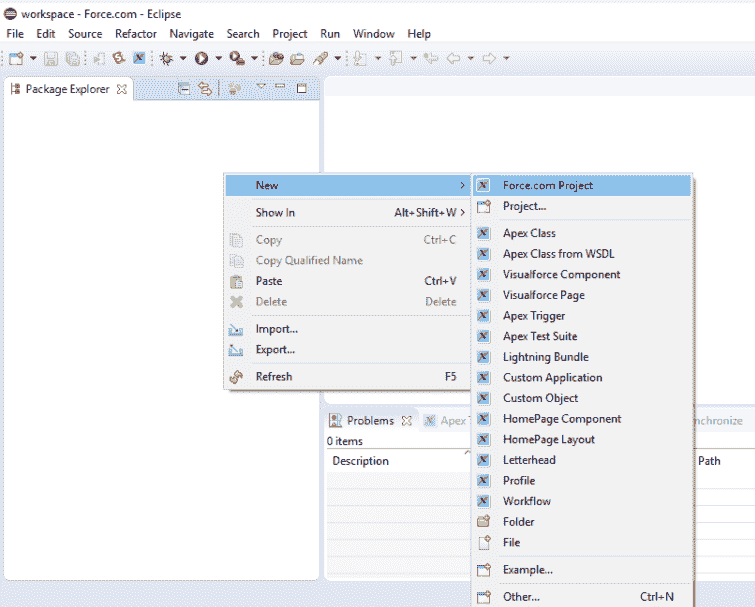 workspace - Force.com - Eclipse
File Edit Source Refactor Navigate Search Project Run Window Help
Package Explorer
New
Show In Alt+Shift+W
Copy Ctrl+C
Copy Qualified Name
Paste Ctrl+V
Delete Delete
Import...
Export...
Refresh F5
Force.com Project
Project...
Apex Class
Apex Class from WSDL
Visualforce Component
Visualforce Page
Apex Trigger
Apex Test Suite
Lightning Bundle
Custom Application
Custom Object
HomePage Component
HomePage Layout
Letterhead
Profile
Workflow
Folder
File
Example...
Other... Ctrl+N
Problems Apex
0 items
Description Path